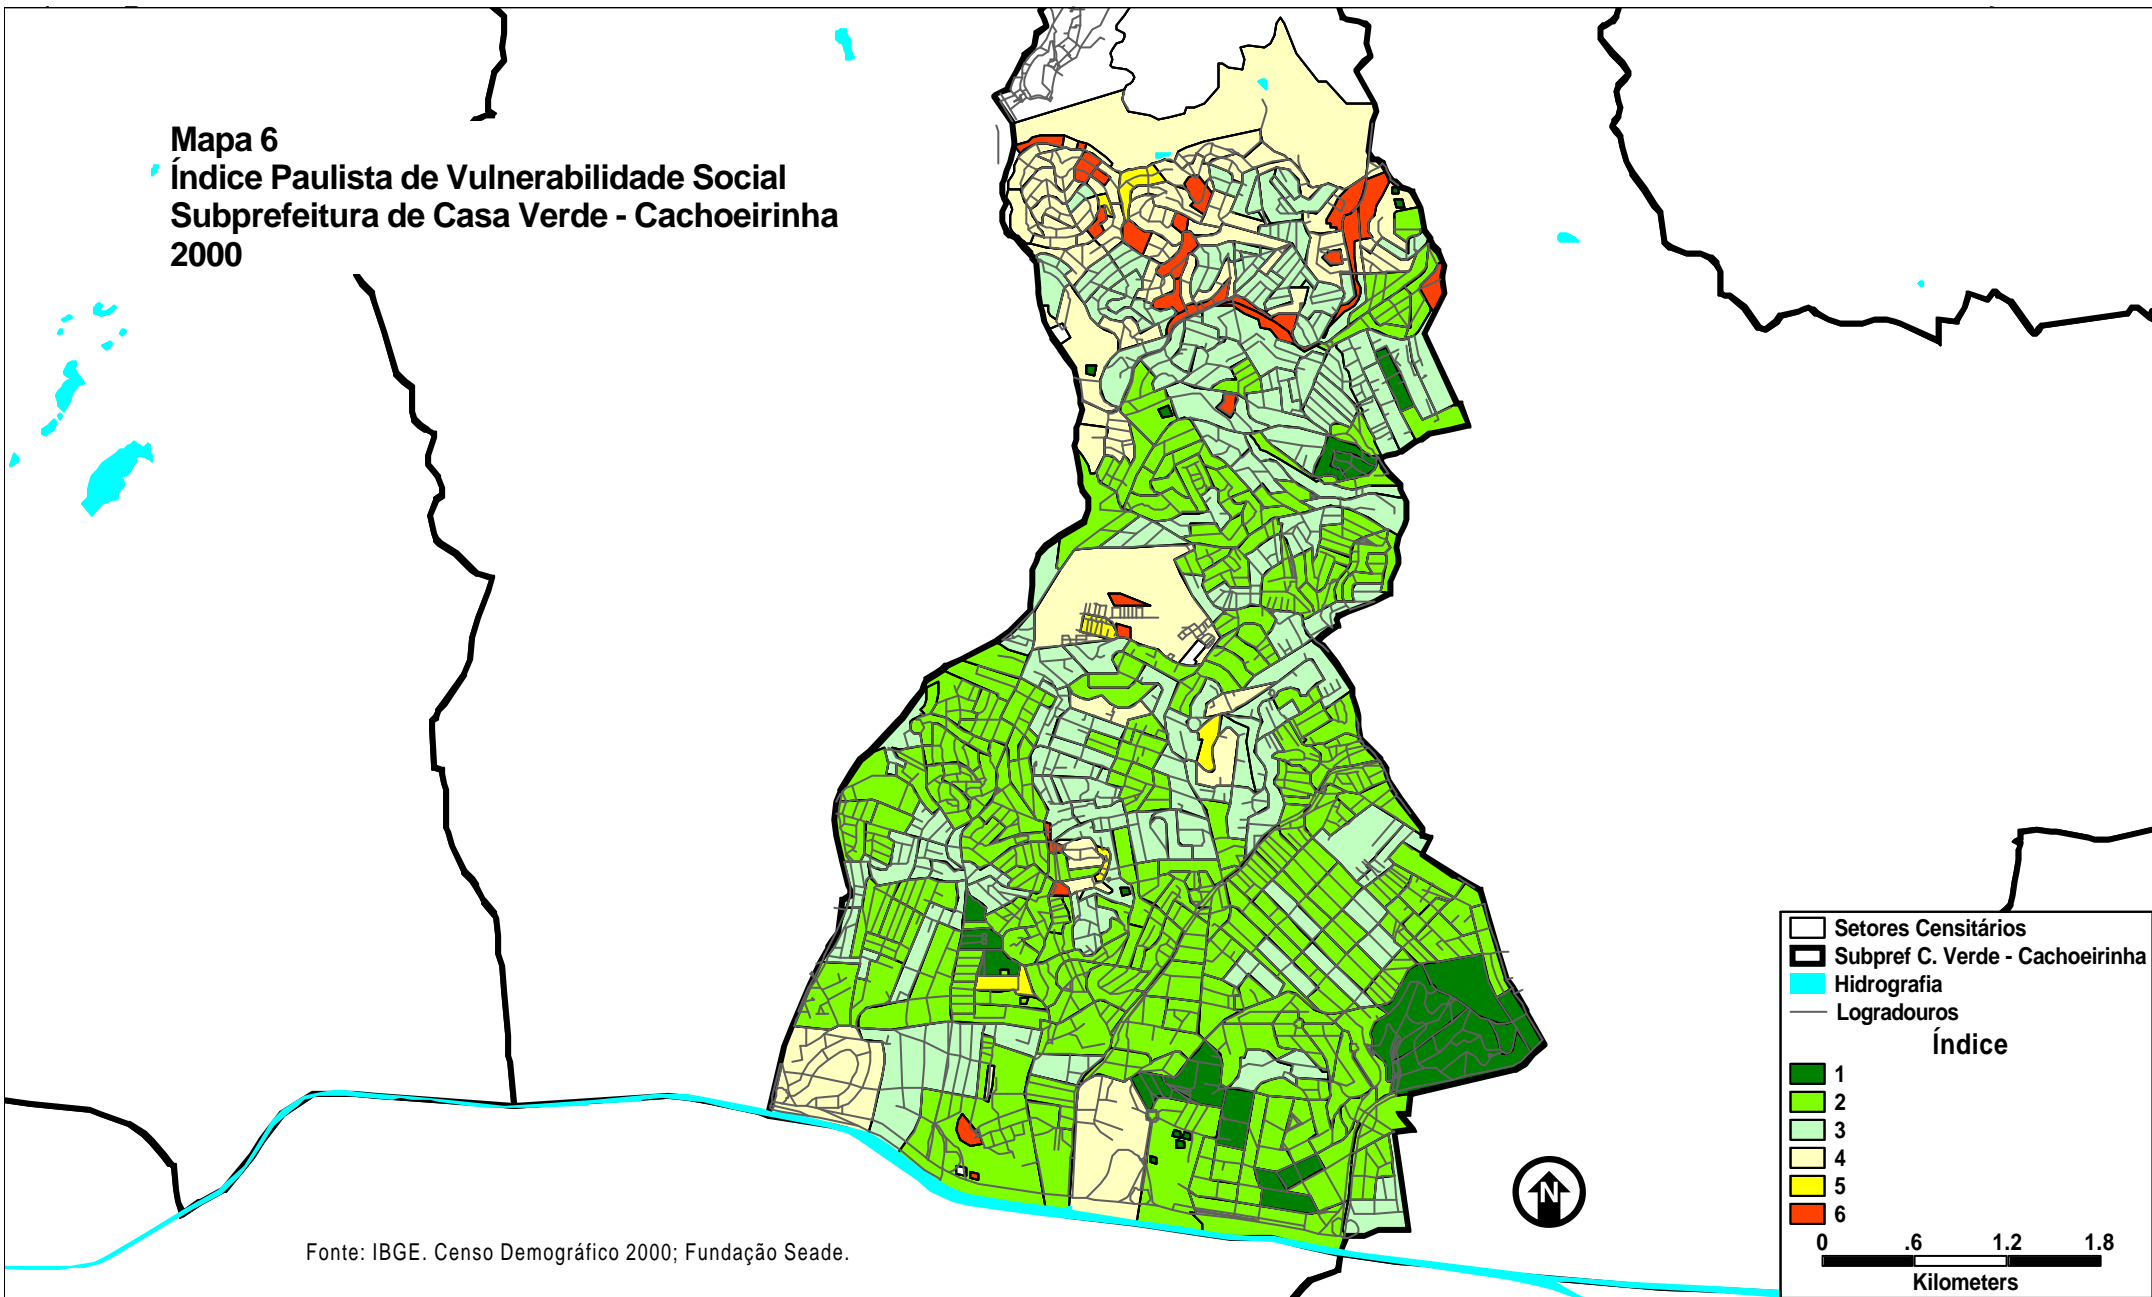 Mapa 6
Índice Paulista de Vulnerabilidade Social
Subprefeitura de Casa Verde - Cachoeirinha
2000
Setores Censitários
Subpref C. Verde - Cachoeirinha
Hidrografia
Logradouros
Índice
1
2
3
4
5
6
0 .6 1.2 1.8
Kilometers
N
Fonte: IBGE. Censo Demográfico 2000; Fundação Seade.